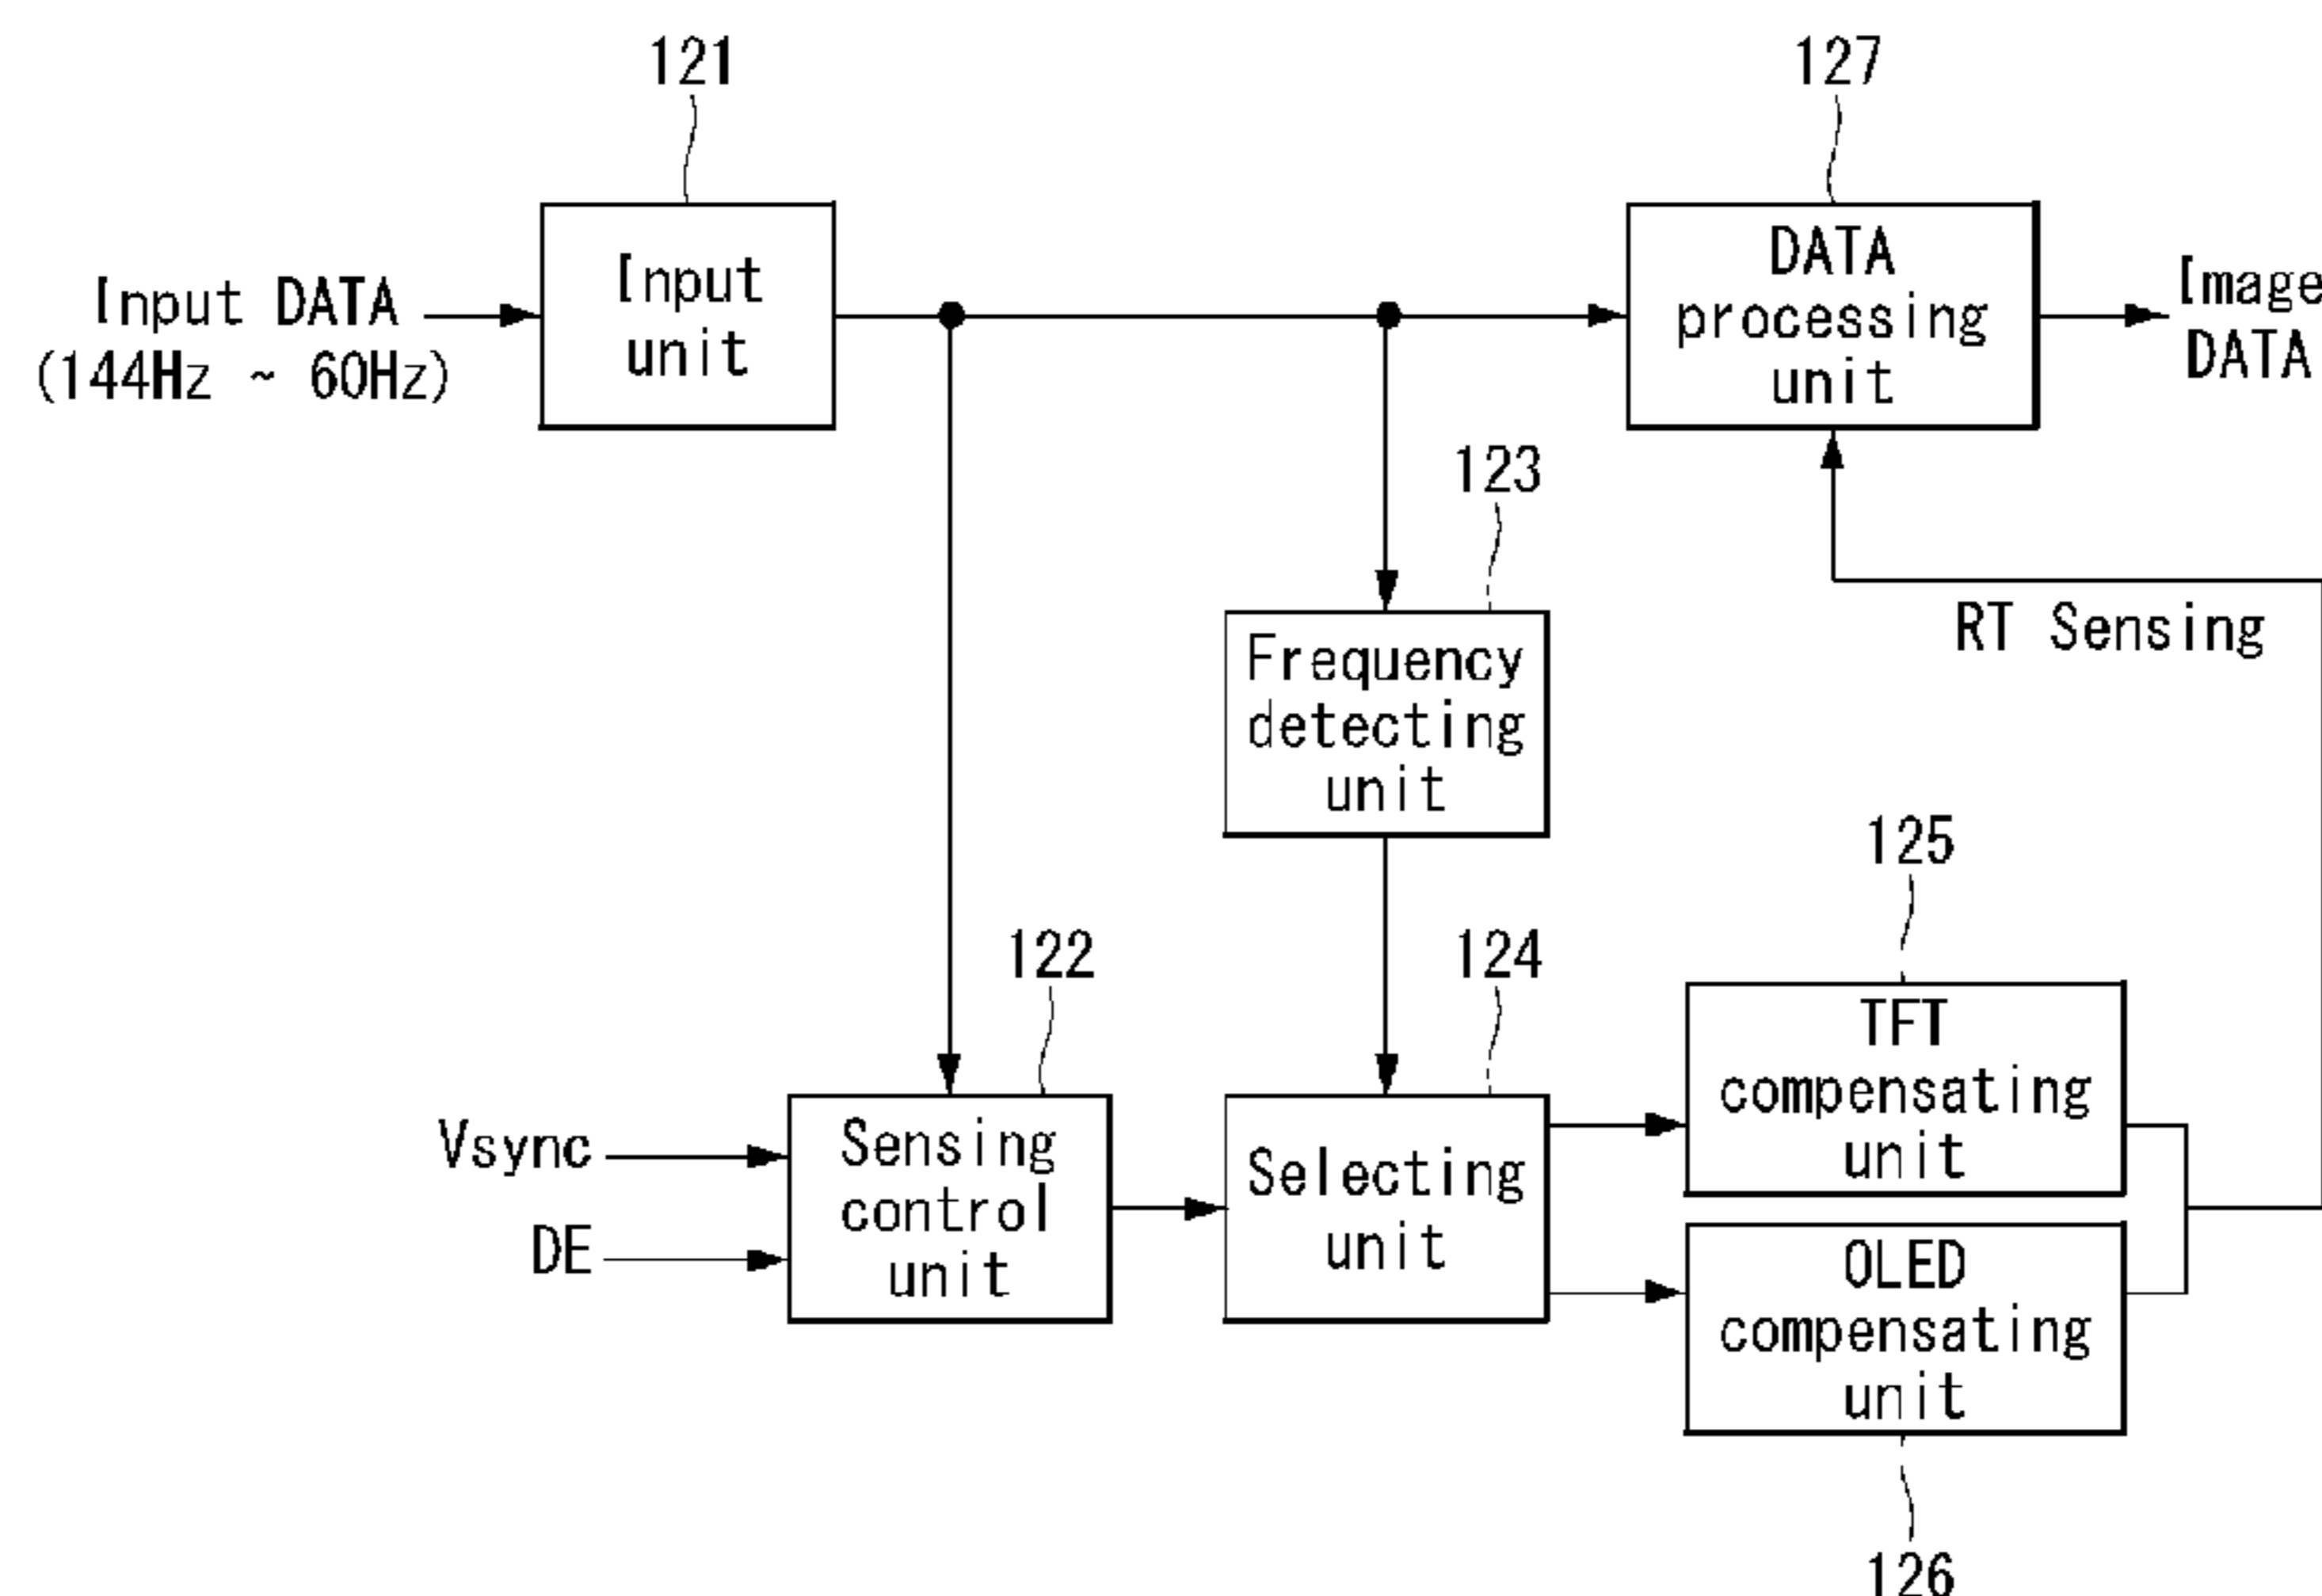 121
127
Input DATA
(144Hz ~ 60Hz)
Input
unit
DATA
processing
unit
Image
DATA
123
RT Sensing
Frequency
detecting
unit
125
122
124
TFT
compensating
unit
Vsync
DE
Sensing
control
unit
Selecting
unit
OLED
compensating
unit
126